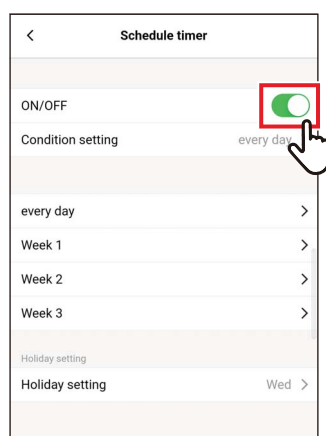 Schedule timer
ON/OFF
Condition setting every day
every day
Week 1
Week 2
Week 3
Holiday setting
Holiday setting Wed